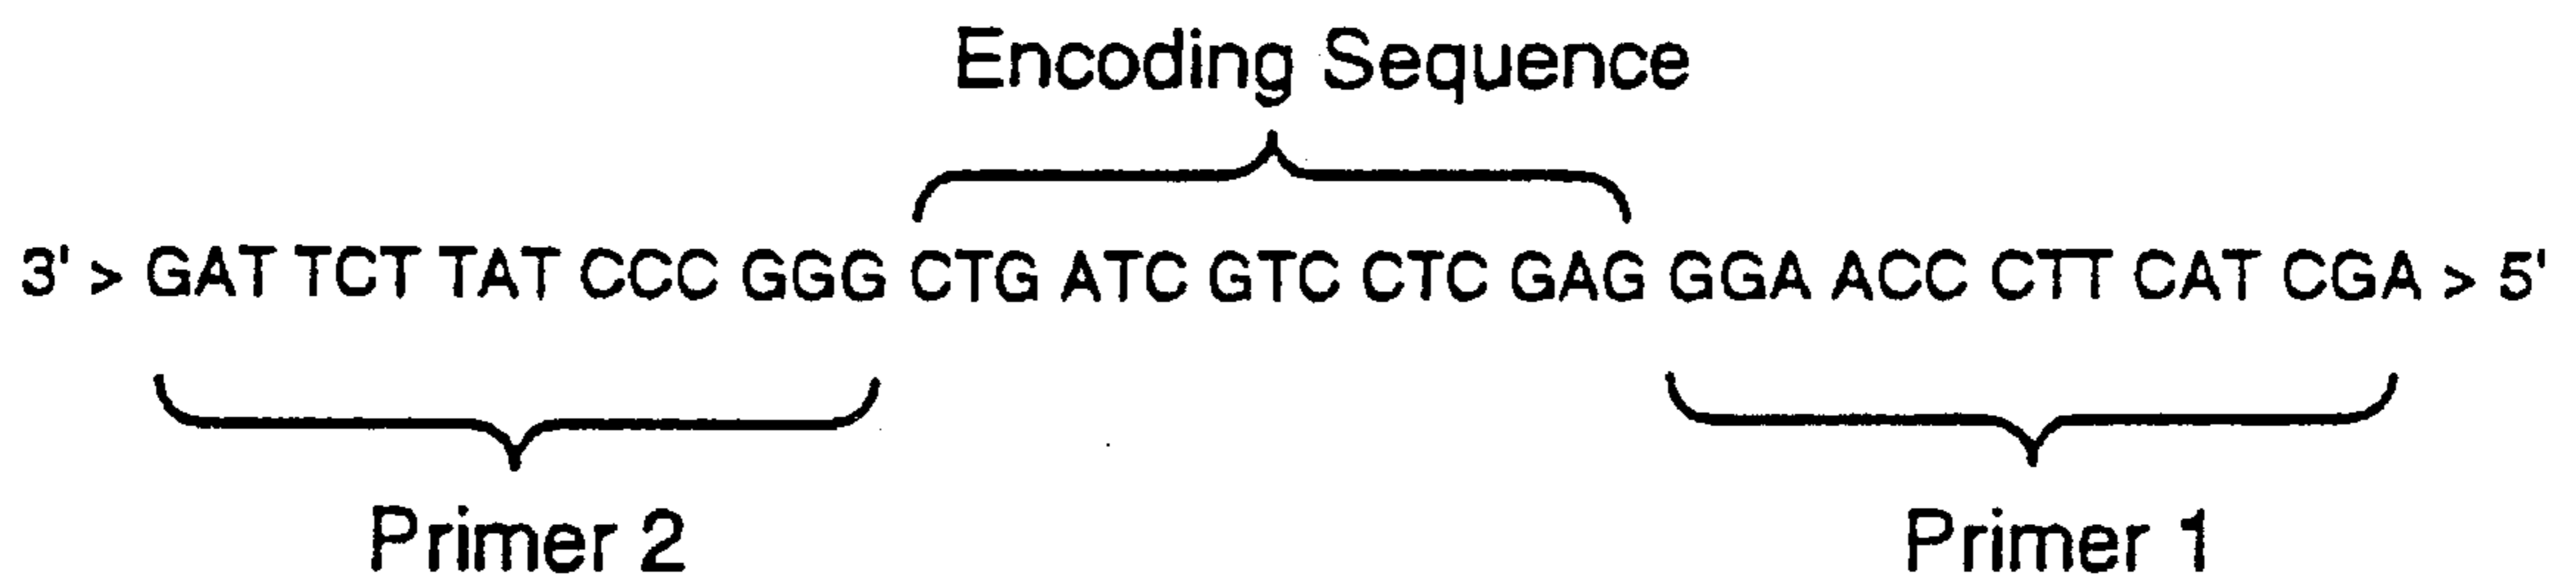 Encoding Sequence
3' > GAT TCT TAT CCC GGG CTG ATC GTC CTC GAG GGA ACC CTT CAT CGA > 5'
Primer 2 Primer 1